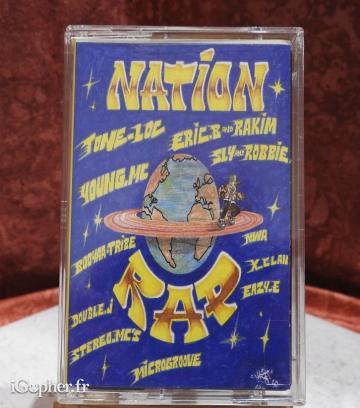 NATION
TONE-LOC
ERIC.B AND RAKIM
SLY AND ROBBIE
YOUNG.MC
BOOYAA-TRIBE
NWA
X.CLAN
EAZY.E
RAP
DOUBLE.J
STEREO.MC'S
MICROGROOVE
iGopher.fr